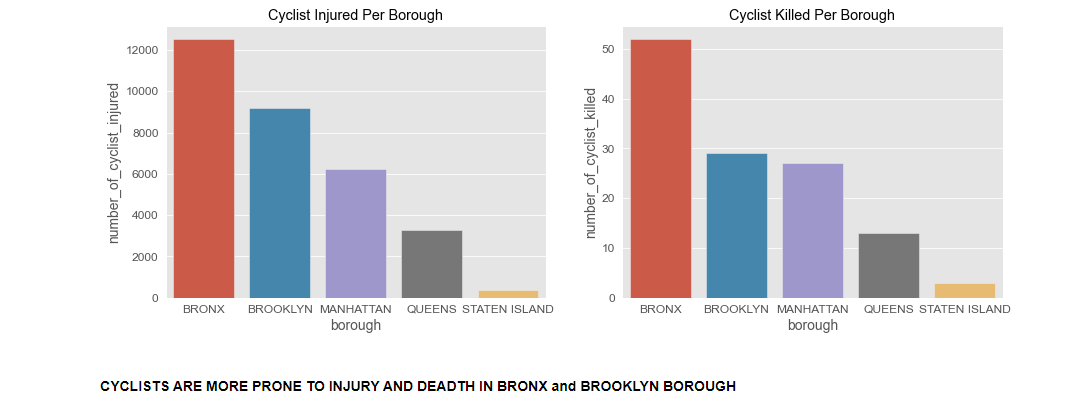 Cyclist Injured Per Borough
number_of_cyclist_injured
12000
10000
8000
6000
4000
2000
0
BRONX BROOKLYN MANHATTAN QUEENS STATEN ISLAND
borough
Cyclist Killed Per Borough
number_of_cyclist_killed
50
40
30
20
10
0
BRONX BROOKLYN MANHATTAN QUEENS STATEN ISLAND
borough
CYCLISTS ARE MORE PRONE TO INJURY AND DEADTH IN BRONX and BROOKLYN BOROUGH